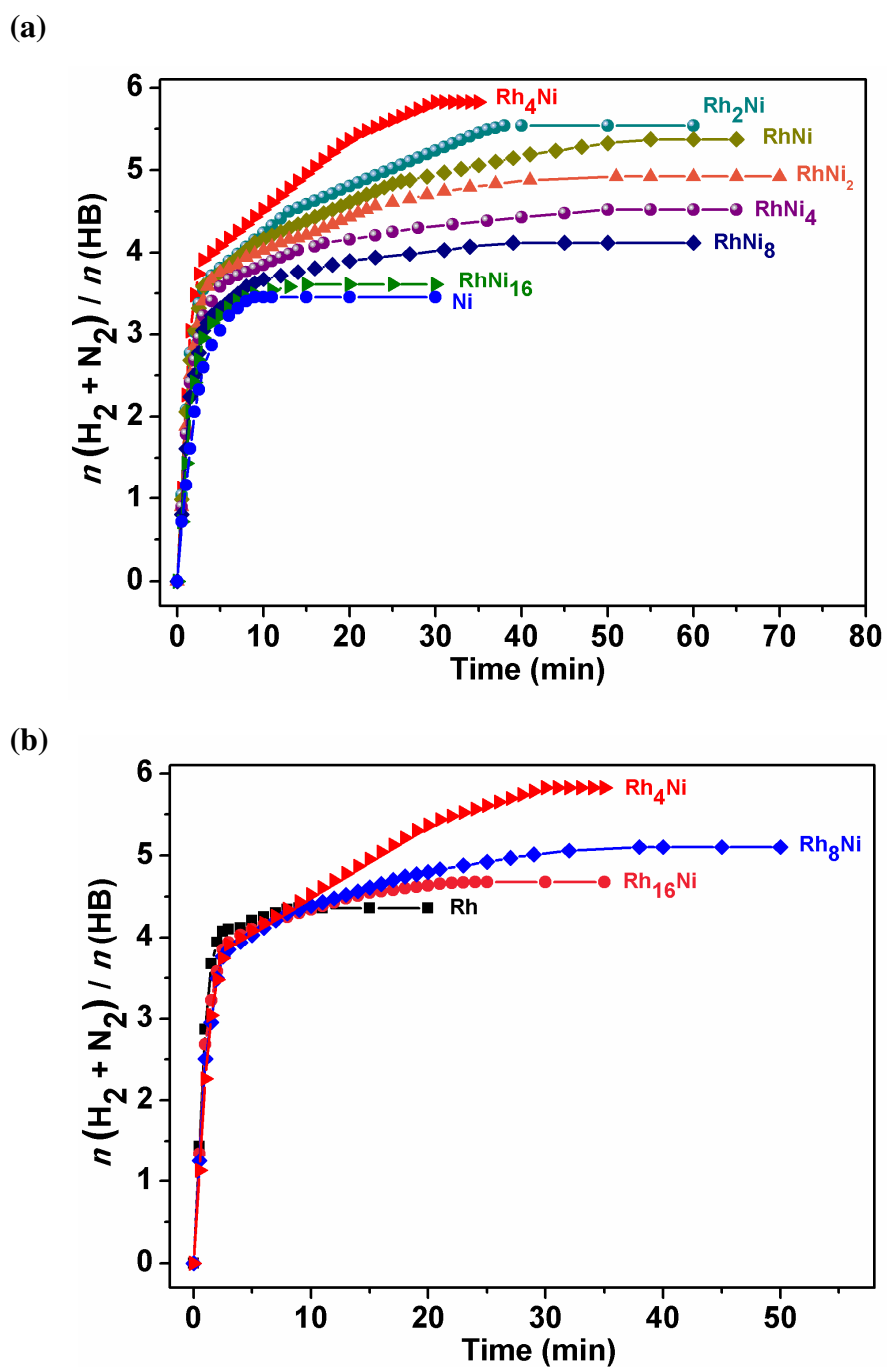 (a)
n (H2 + N2) / n (HB)
6
5
4
3
2
1
0
Rh4Ni
Rh2Ni
RhNi
RhNi2
RhNi4
RhNi8
RhNi16
Ni
0 10 20 30 40 50 60 70 80
Time (min)
(b)
n (H2 + N2) / n (HB)
6
5
4
3
2
1
0
Rh4Ni
Rh8Ni
Rh16Ni
Rh
0 10 20 30 40 50
Time (min)